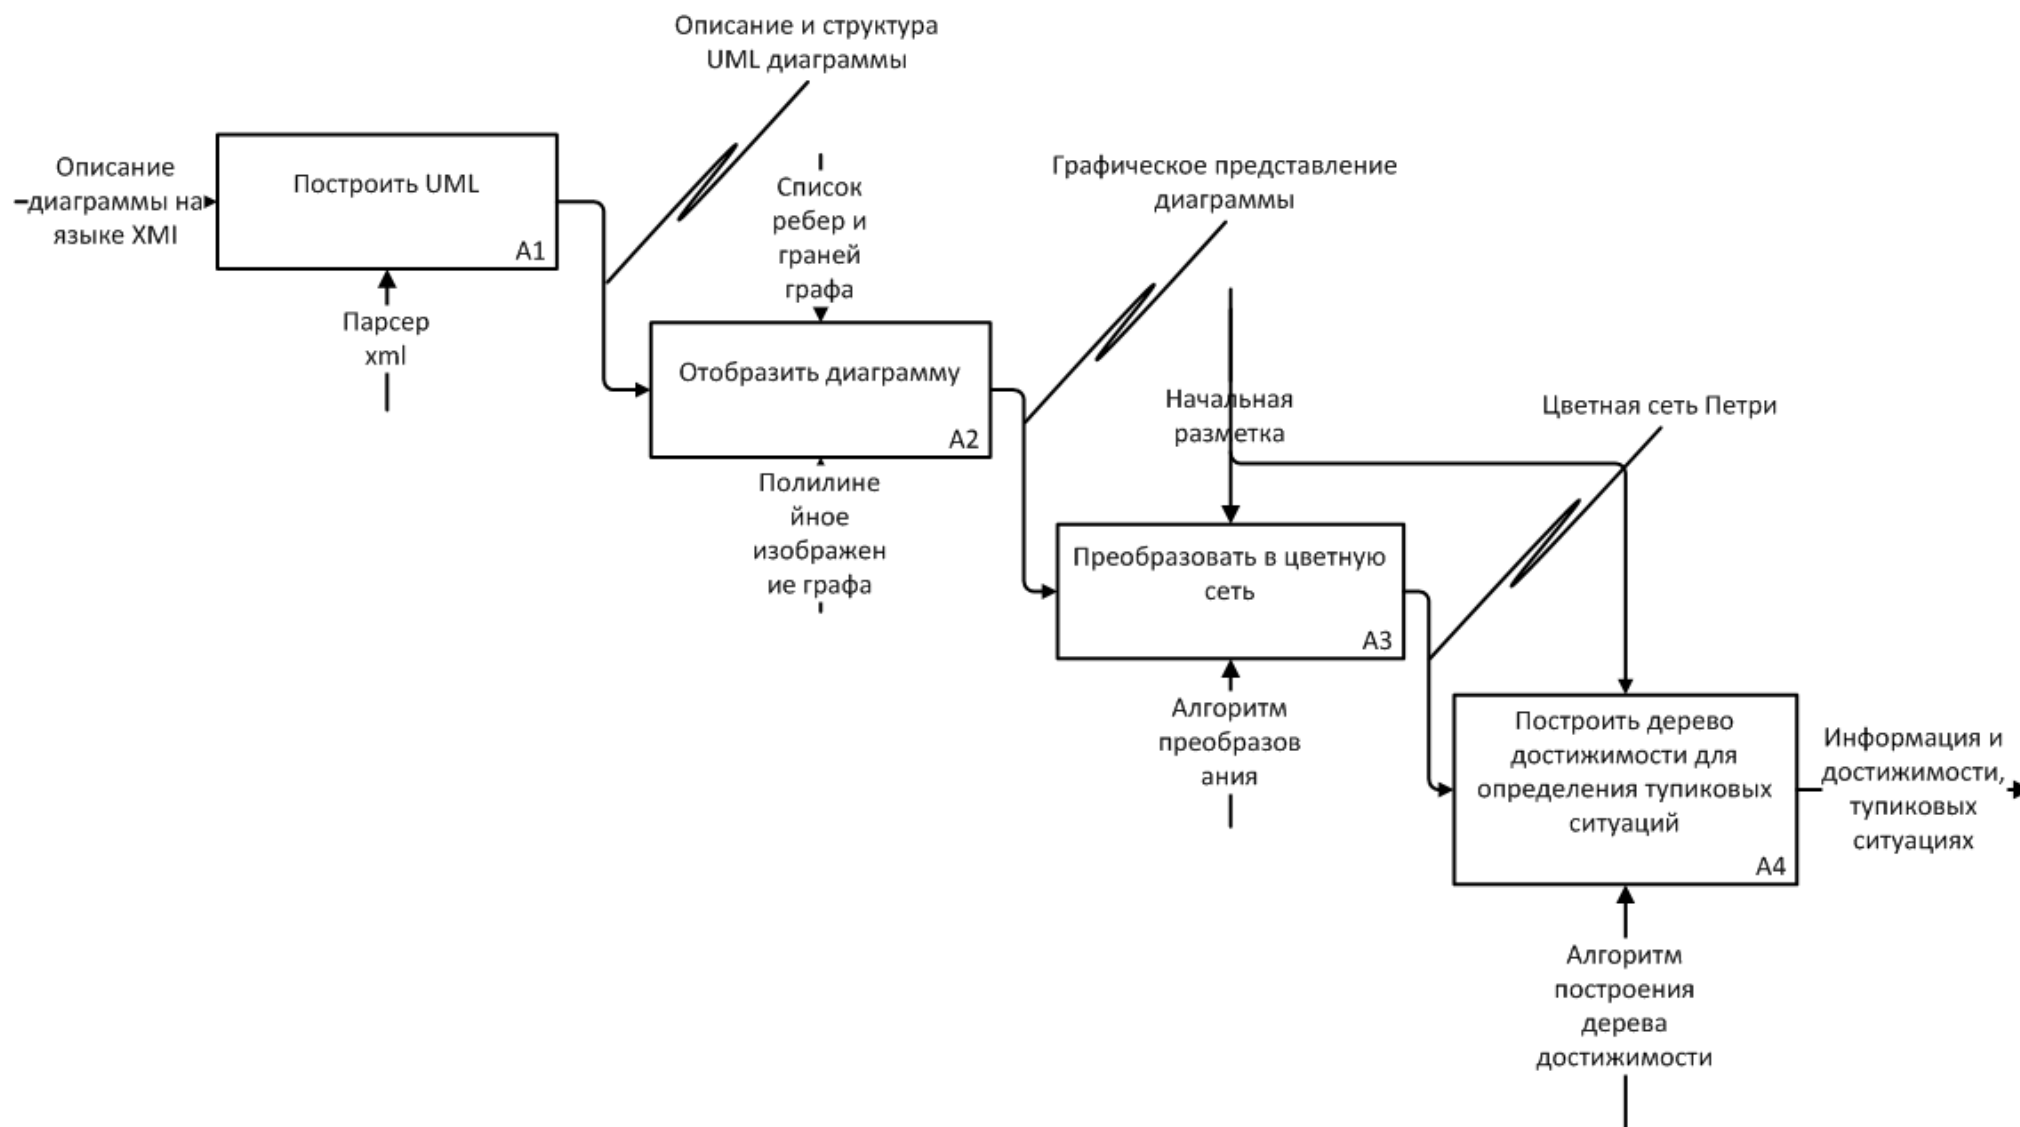 Описание и структура
UML диаграммы
Описание
диаграммы на
языке XMI
Построить UML
A1
Парсер
xml
Список
ребер и
граней
графа
Графическое представление
диаграммы
Отобразить диаграмму
A2
Полилине
йное
изображен
ие графа
Начальная
разметка
Цветная сеть Петри
Преобразовать в цветную
сеть
A3
Алгоритм
преобразов
ания
Построить дерево
достижимости для
определения тупиковых
ситуаций
A4
Информация и
достижимости,
тупиковых
ситуациях
Алгоритм
построения
дерева
достижимости